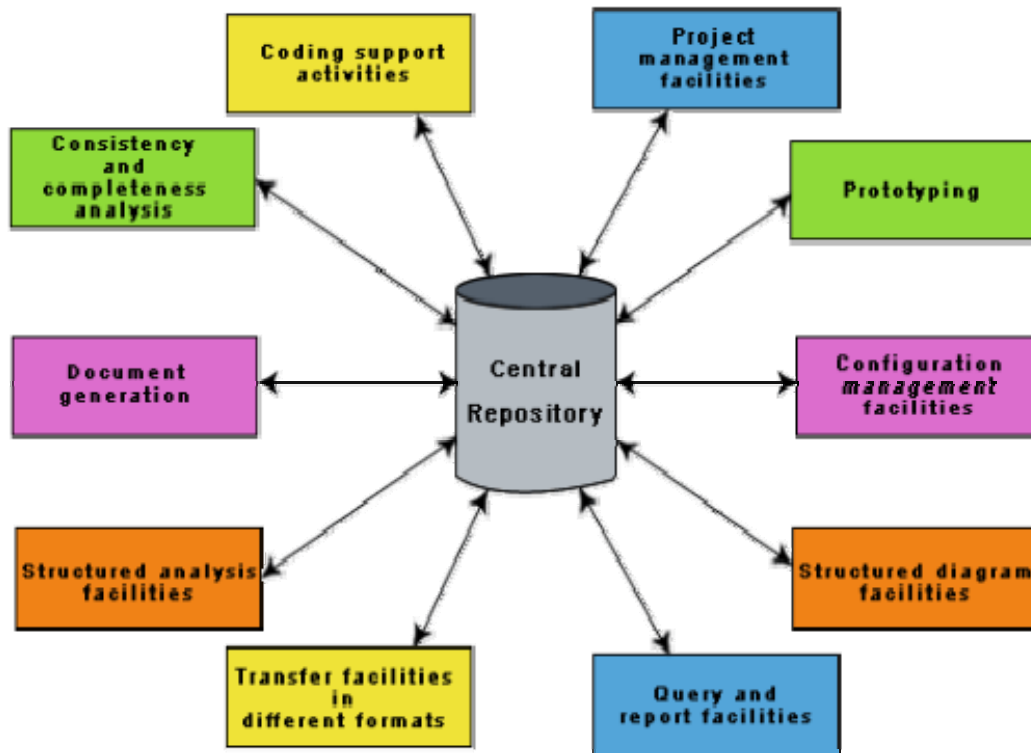 Coding support
activities
Project
management
facilities
Consistency
and
completeness
analysis
Prototyping
Central
Repository
Document
generation
Configuration
management
facilities
Structured analysis
facilities
Structured diagram
facilities
Transfer facilities
in
different formats
Query and
report facilities